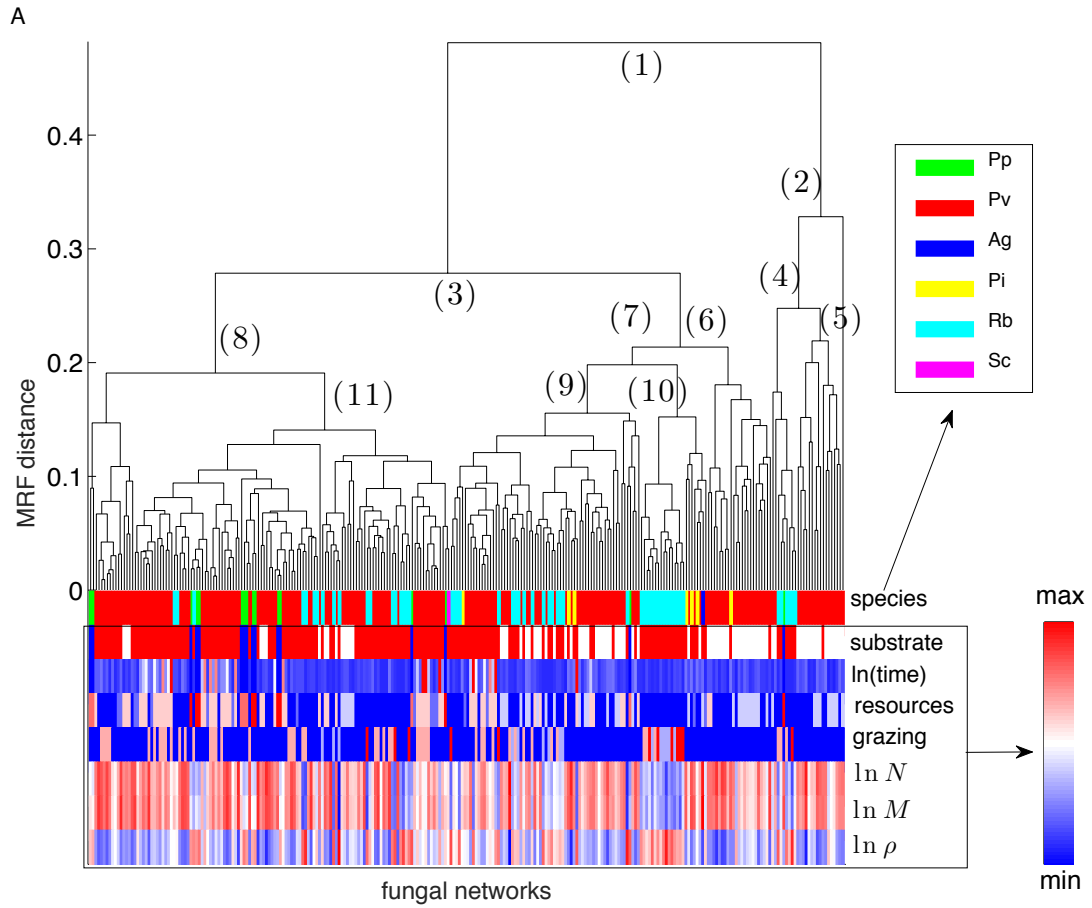 A
MRF distance
0.4
0.3
0.2
0.1
0
(1)
(2)
(3)
(4)
(5)
(6)
(7)
(8)
(9)
(10)
(11)
Pp
Pv
Ag
Pi
Rb
Sc
species
substrate
ln(time)
resources
grazing
ln N
ln M
ln ρ
fungal networks
max
min